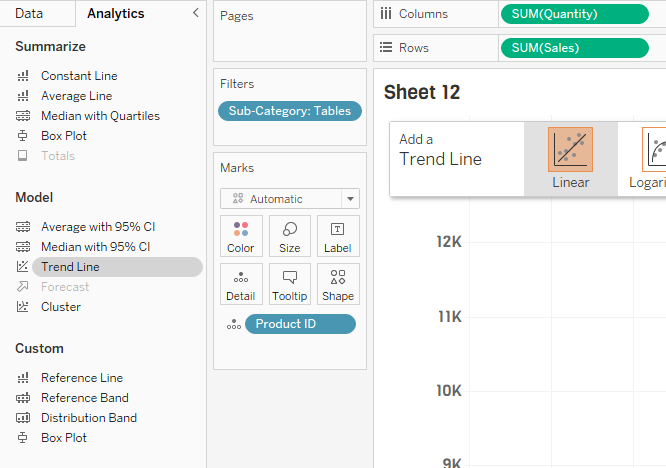 Data
Analytics
Summarize
Constant Line
Average Line
Median with Quartiles
Box Plot
Totals
Model
Average with 95% CI
Median with 95% CI
Trend Line
Forecast
Cluster
Custom
Reference Line
Reference Band
Distribution Band
Box Plot
Pages
Filters
Sub-Category: Tables
Marks
Automatic
Color
Size
Label
Detail
Tooltip
Shape
Product ID
Columns
SUM(Quantity)
Rows
SUM(Sales)
Sheet 12
Add a
Trend Line
Linear
Logari
12K
11K
10K
9K